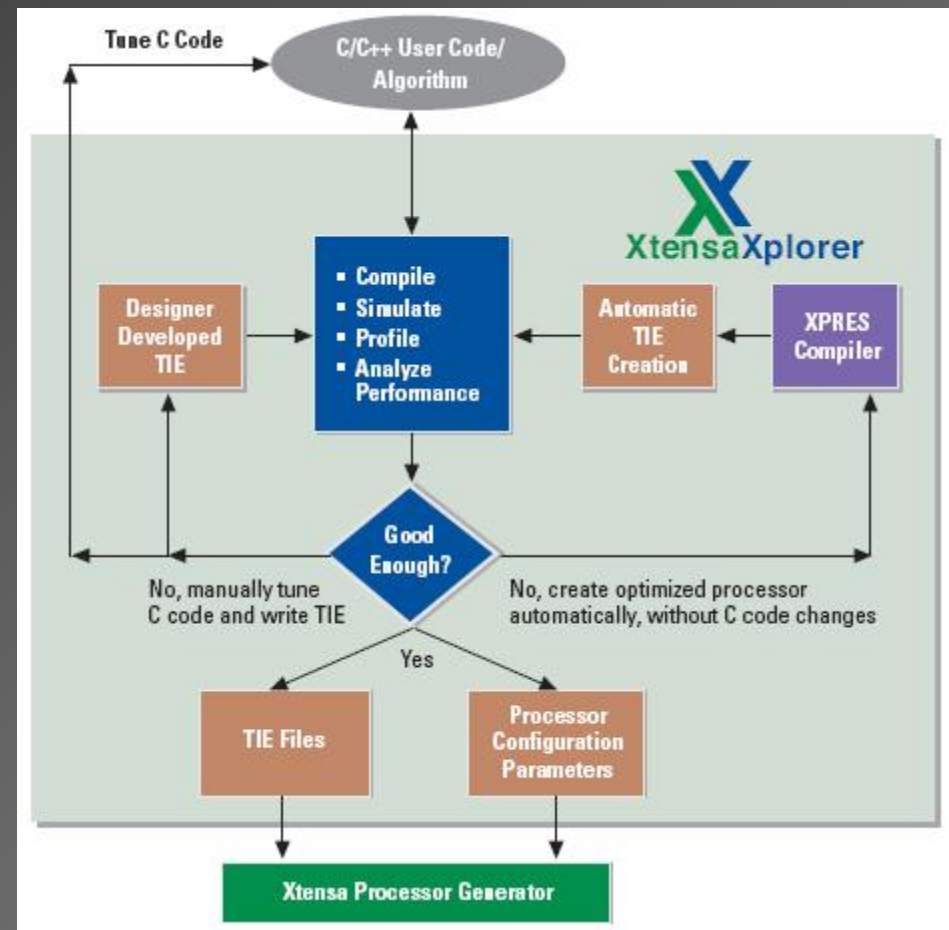 Tune C Code
C/C++ User Code/
Algorithm
XtensaXplorer
Designer
Developed
TIE
▪ Compile
▪ Simulate
▪ Profile
▪ Analyze
Performance
Automatic
TIE
Creation
XPRES
Compiler
Good
Enough?
No, manually tune
C code and write TIE
No, create optimized processor
automatically, without C code changes
Yes
TIE Files
Processor
Configuration
Parameters
Xtensa Processor Generator